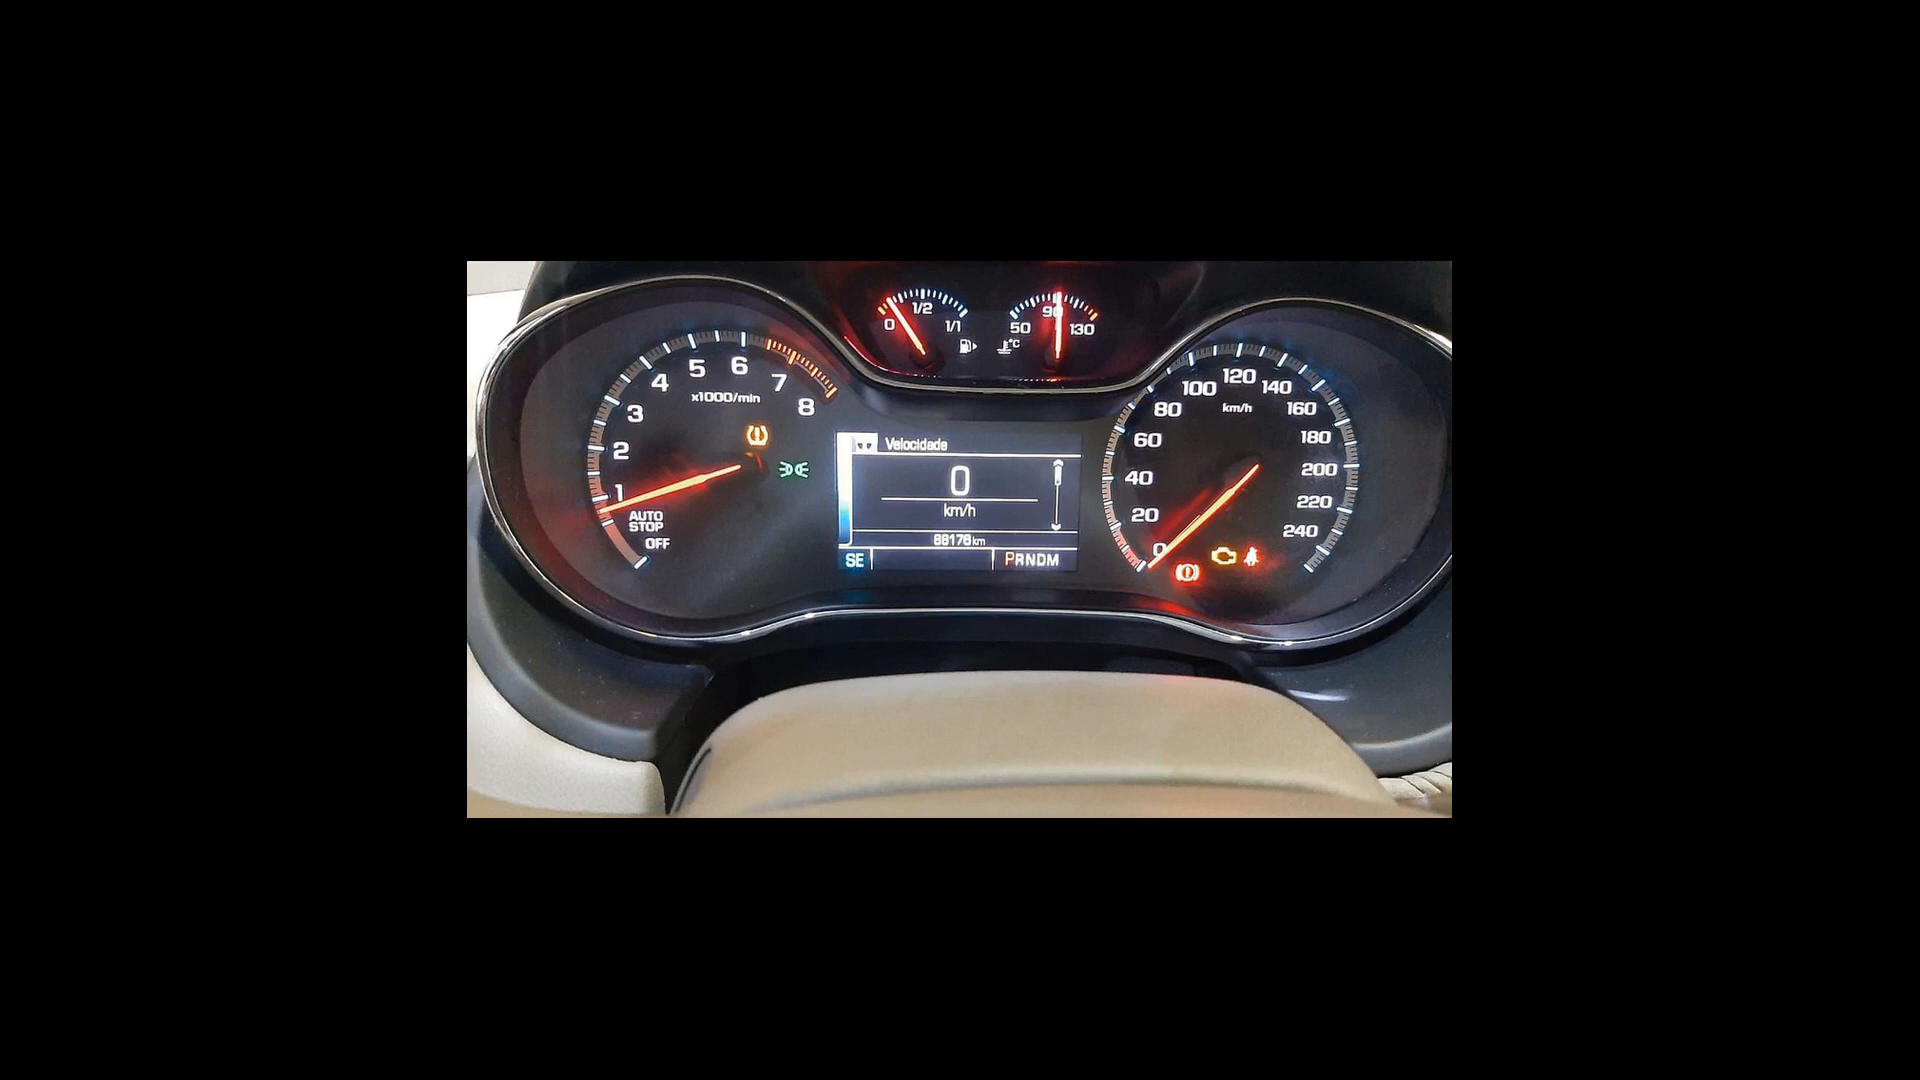 0 1/2 1/1
50 90 130
°C
1 2 3 4 5 6 7 8
x1000/min
AUTO
STOP
OFF
Velocidade
0
km/h
88176km
SE
PRNDM
0 20 40 60 80 100 120 140 160 180 200 220 240
km/h